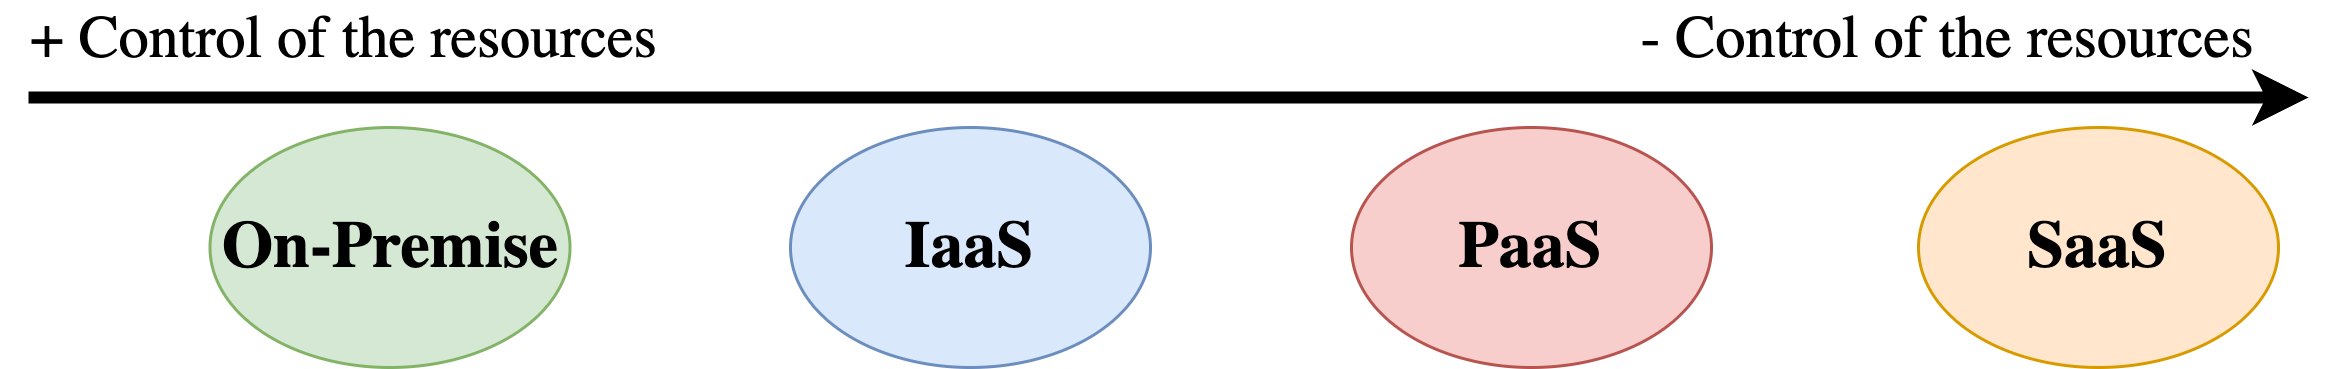 + Control of the resources
- Control of the resources
On-Premise
IaaS
PaaS
SaaS